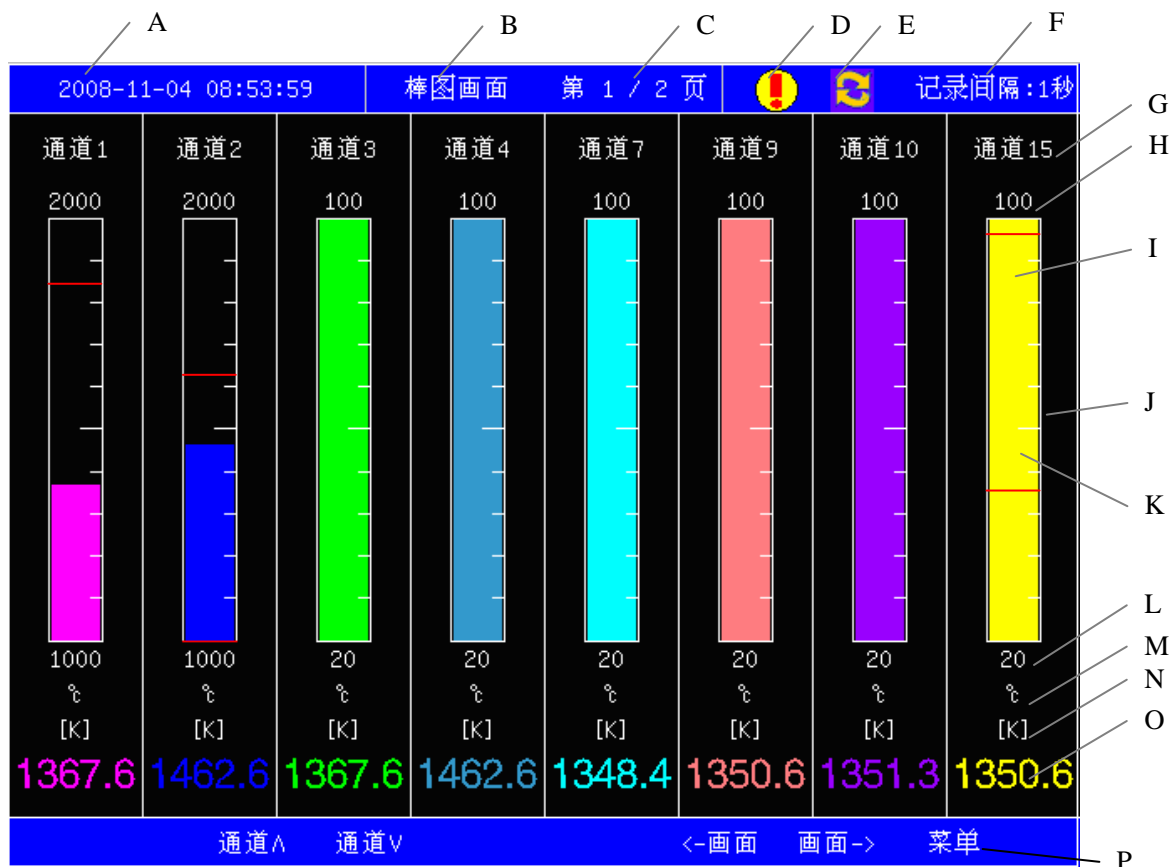 A B C D E F
2008-11-04 08:53:59 棒图画面 第 1 / 2 页 记录间隔:1秒
G
通道1 通道2 通道3 通道4 通道7 通道9 通道10 通道15
H
2000 2000 100 100 100 100 100 100
I
J
K
L
1000 1000 20 20 20 20 20 20
M
℃ ℃ ℃ ℃ ℃ ℃ ℃ ℃
N
[K] [K] [K] [K] [K] [K] [K] [K]
O
1367.6 1462.6 1367.6 1462.6 1348.4 1350.6 1351.3 1350.6
通道∧ 通道∨ <-画面 画面-> 菜单
P